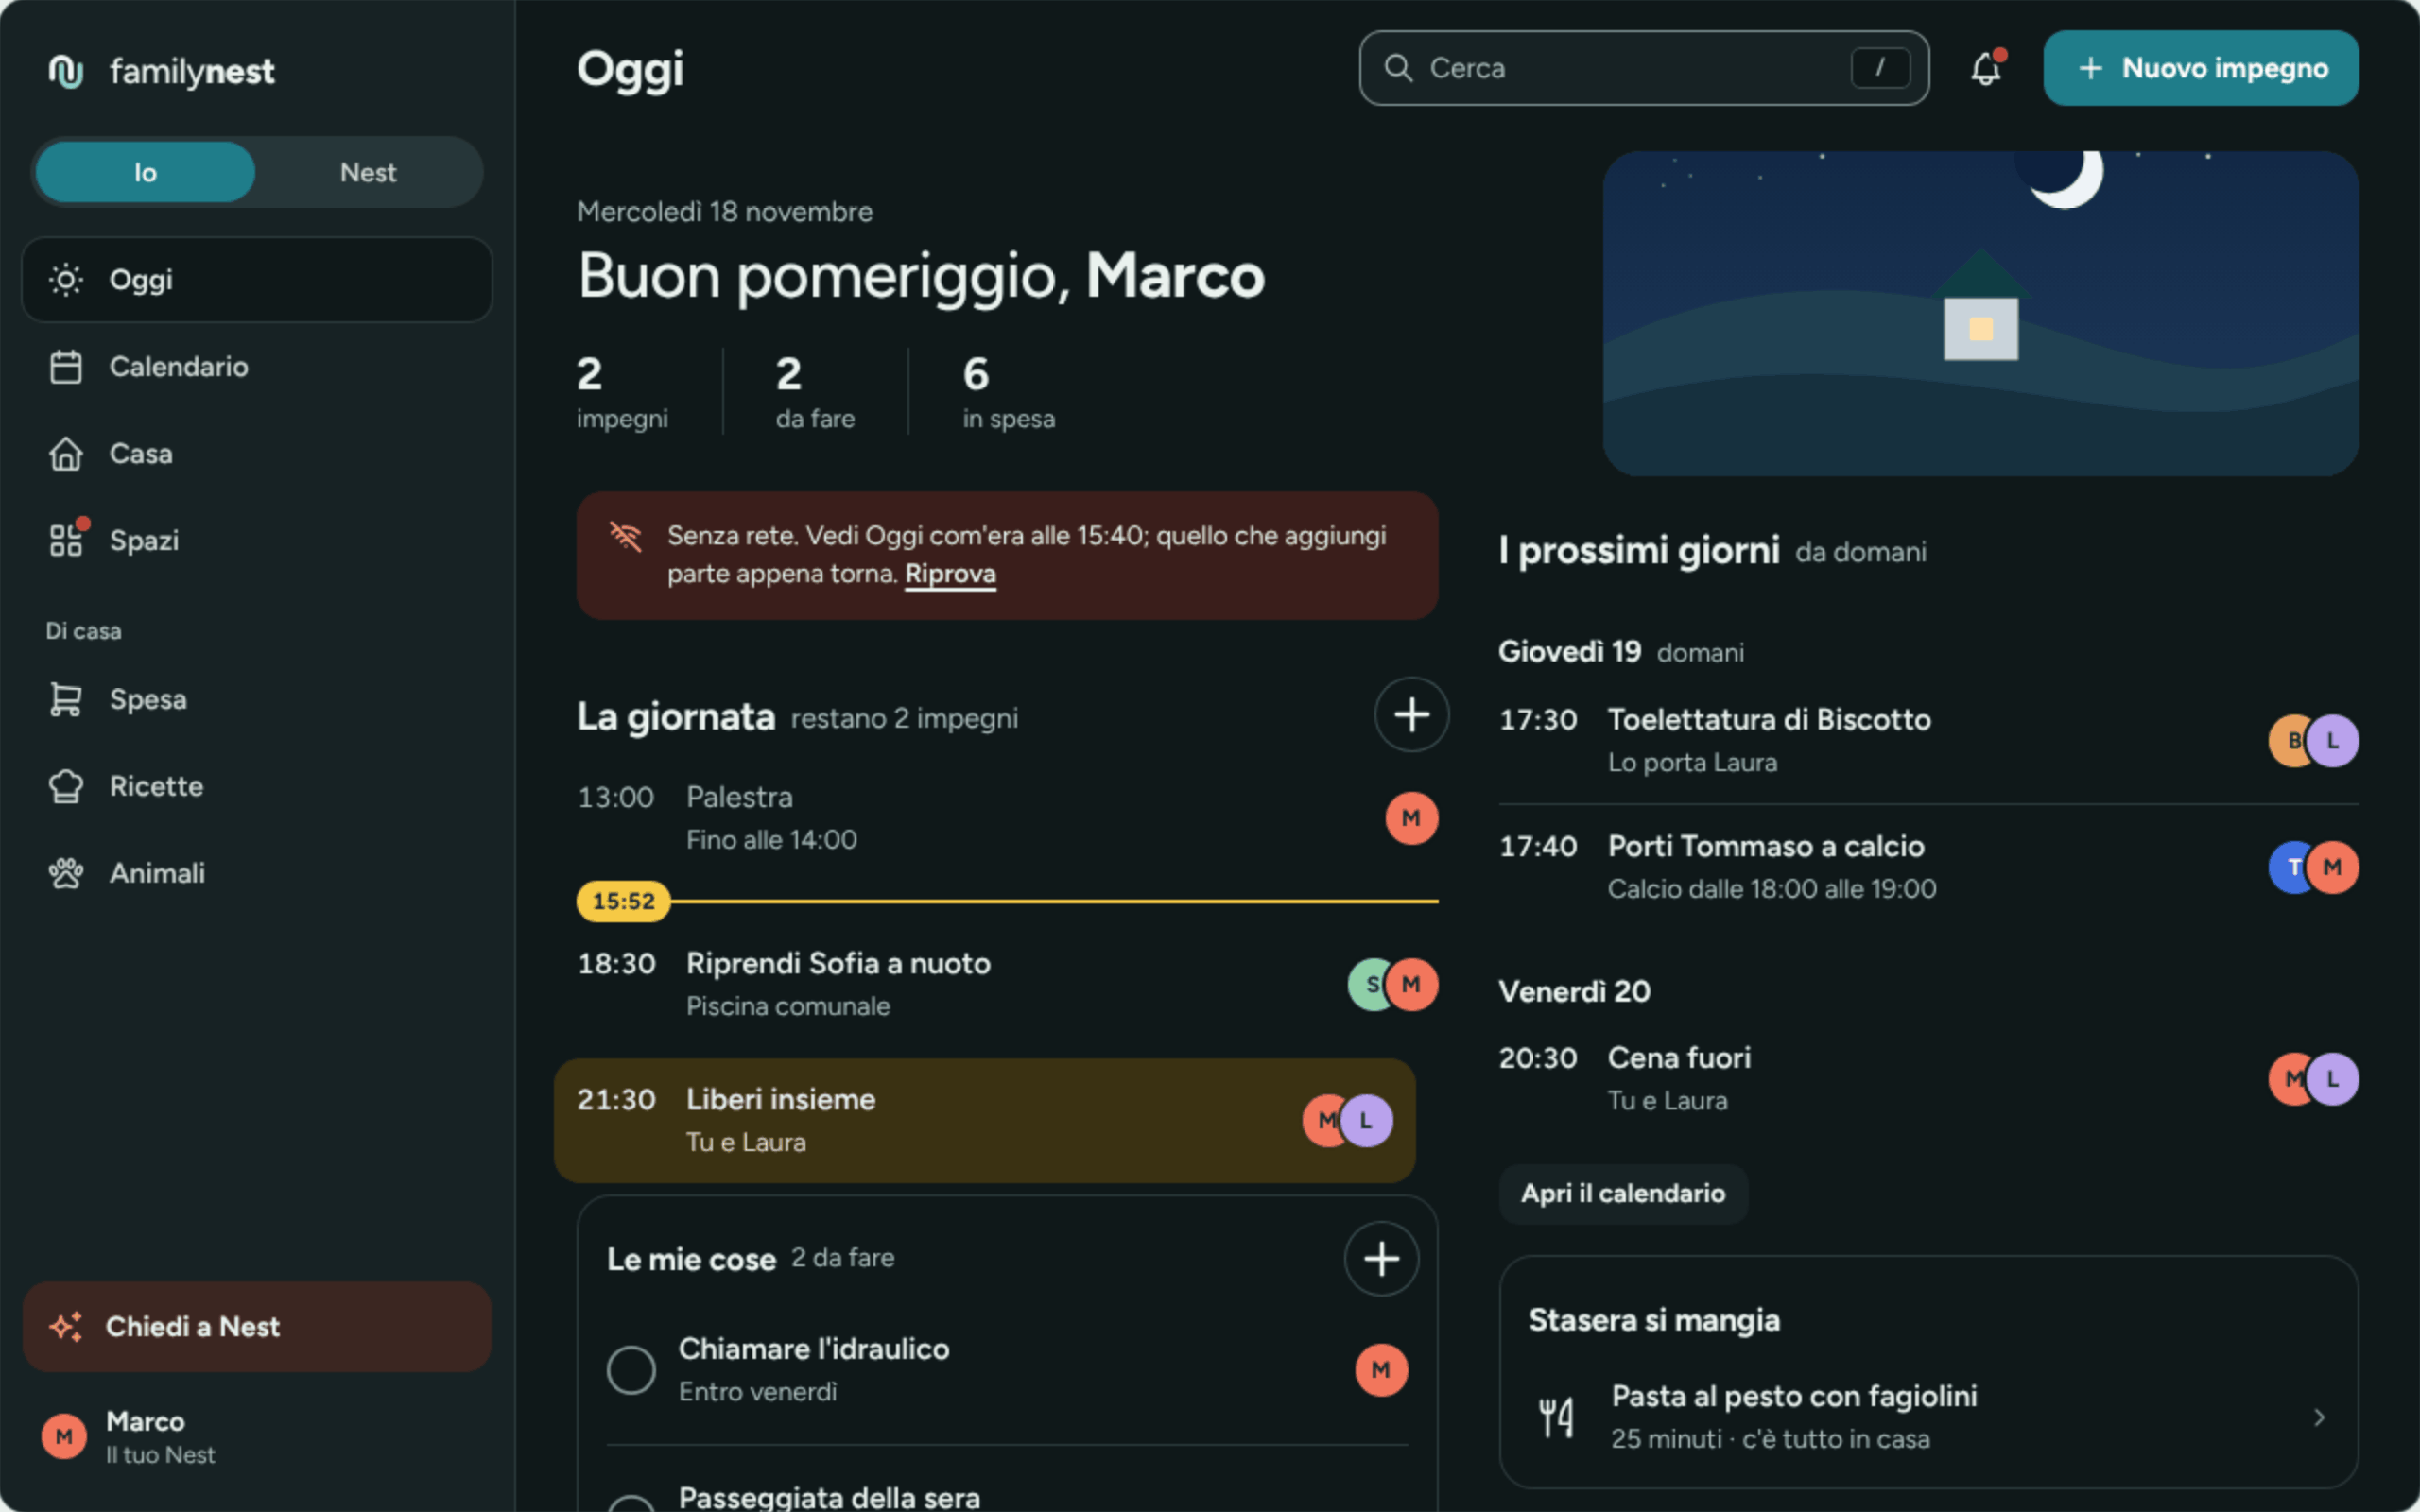 familynest
Io
Nest
Oggi
Calendario
Casa
Spazi
Di casa
Spesa
Ricette
Animali
Chiedi a Nest
M
Marco
Il tuo Nest
Oggi
Cerca
/
Nuovo impegno
Mercoledì 18 novembre
Buon pomeriggio, Marco
2
impegni
2
da fare
6
in spesa
Senza rete. Vedi Oggi com'era alle 15:40; quello che aggiungi
parte appena torna. Riprova
La giornata restano 2 impegni
13:00 Palestra
Fino alle 14:00
M
15:52
18:30 Riprendi Sofia a nuoto
Piscina comunale
S M
21:30 Liberi insieme
Tu e Laura
M L
Le mie cose 2 da fare
Chiamare l'idraulico
Entro venerdì
M
Passeggiata della sera
I prossimi giorni da domani
Giovedì 19 domani
17:30 Toelettatura di Biscotto
Lo porta Laura
B L
17:40 Porti Tommaso a calcio
Calcio dalle 18:00 alle 19:00
T M
Venerdì 20
20:30 Cena fuori
Tu e Laura
M L
Apri il calendario
Stasera si mangia
Pasta al pesto con fagiolini
25 minuti · c'è tutto in casa